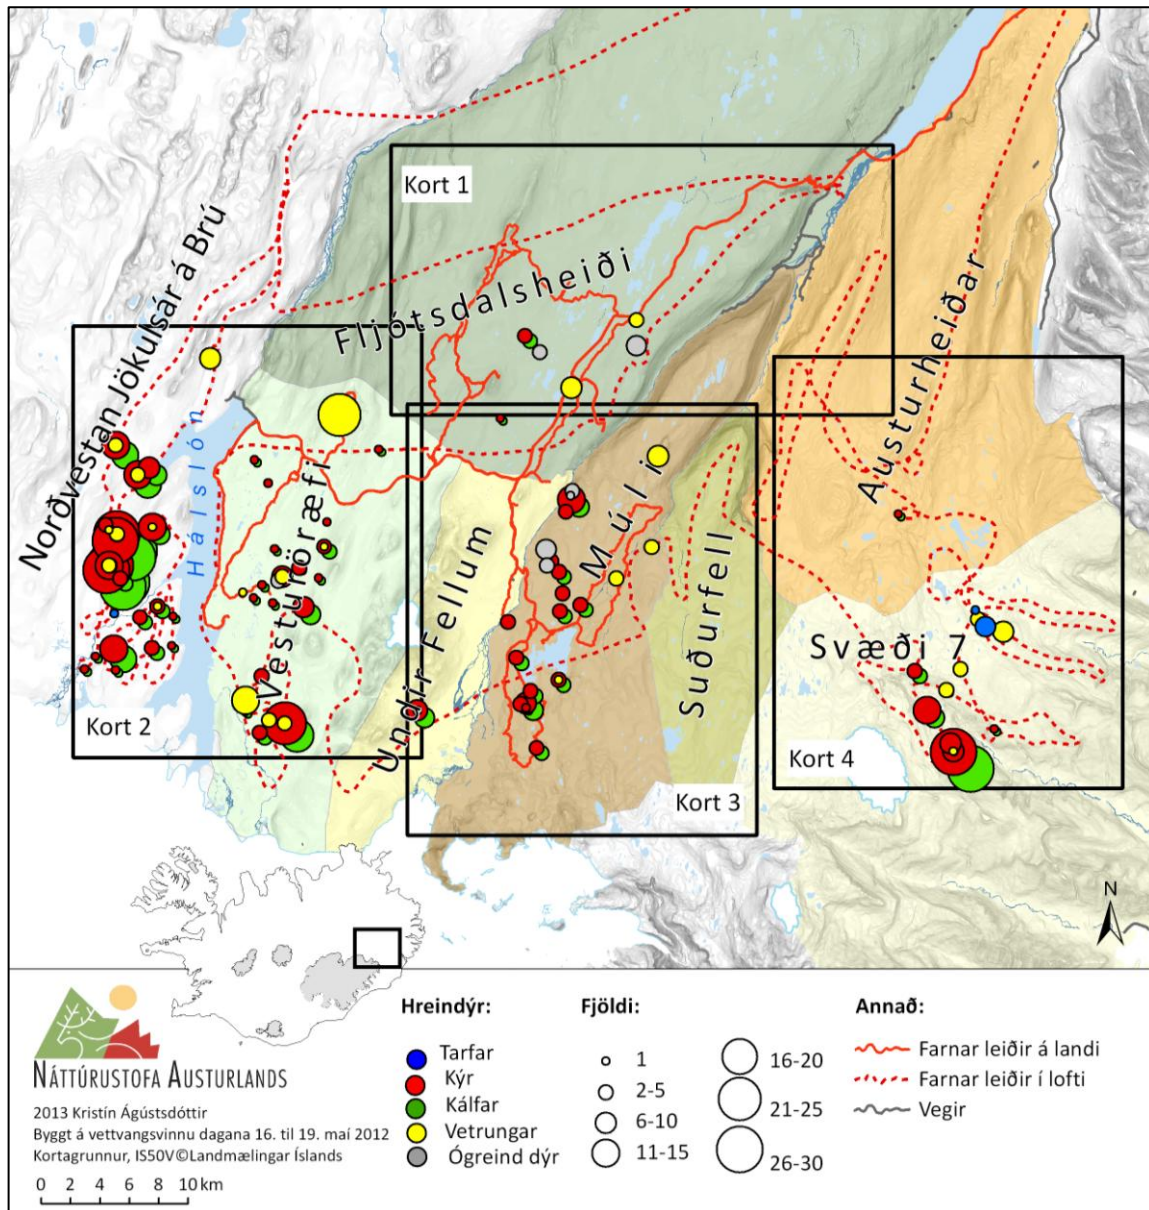 Kort 1
Norðvestan Jökulsár á Brú
Fljótsdalsheiði
Austurheiðar
Hálslón
Vesturöræfi
Undir Fellum
Múli
Suðurfell
Svæði 7
Kort 2
Kort 3
Kort 4
N
NÁTTÚRUSTOFA AUSTURLANDS
2013 Kristín Ágústsdóttir
Byggt á vettvangsvinnu dagana 16. til 19. maí 2012
Kortagrunnur, IS50V©Landmælingar Íslands
0 2 4 6 8 10 km
Hreindýr:
Tarfar
Kýr
Kálfar
Vetrungar
Ógreind dýr
Fjöldi:
1
2-5
6-10
11-15
16-20
21-25
26-30
Annað:
Farnar leiðir á landi
Farnar leiðir í lofti
Vegir